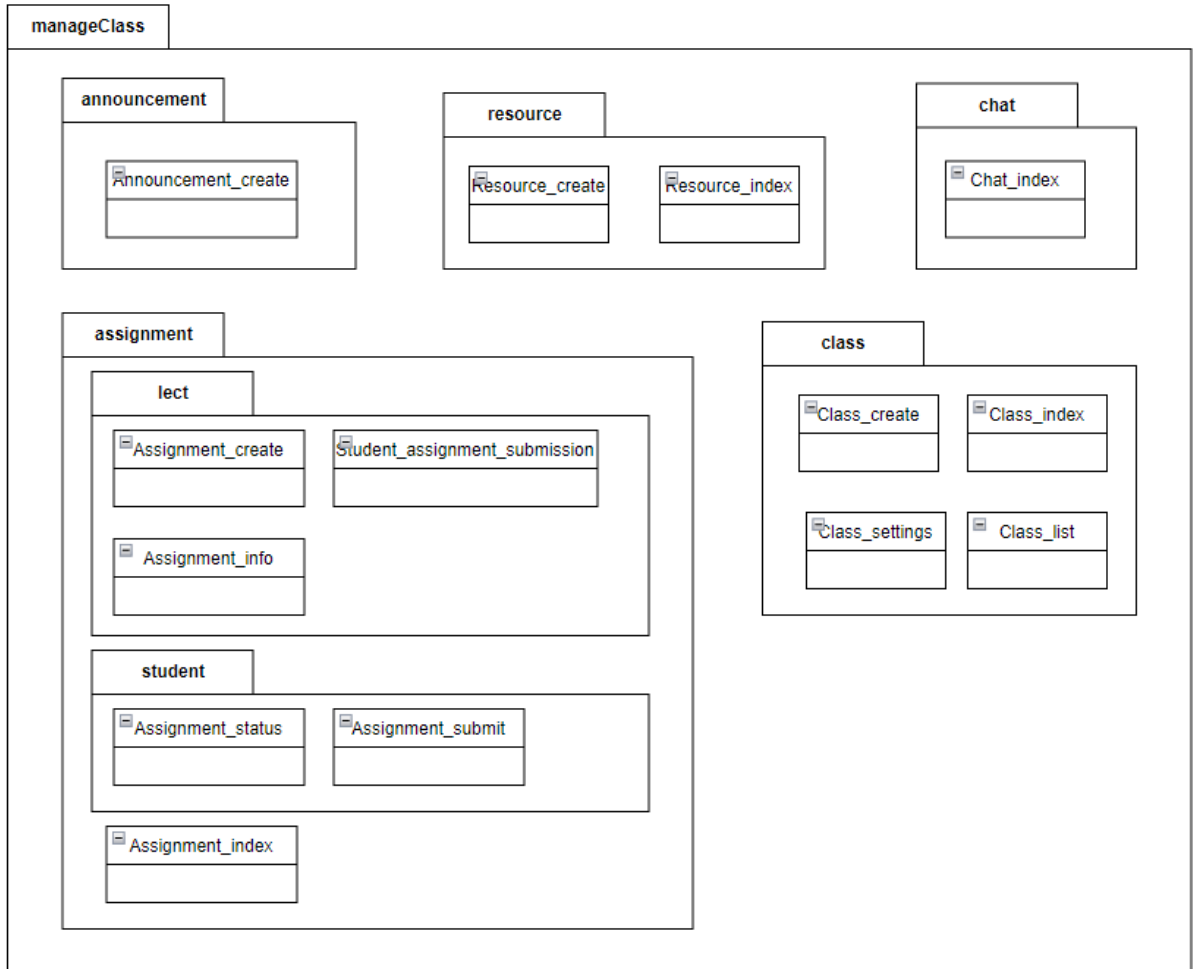 manageClass
announcement
Announcement_create
resource
Resource_create
Resource_index
chat
Chat_index
assignment
lect
Assignment_create
Student_assignment_submission
Assignment_info
student
Assignment_status
Assignment_submit
Assignment_index
class
Class_create
Class_index
Class_settings
Class_list